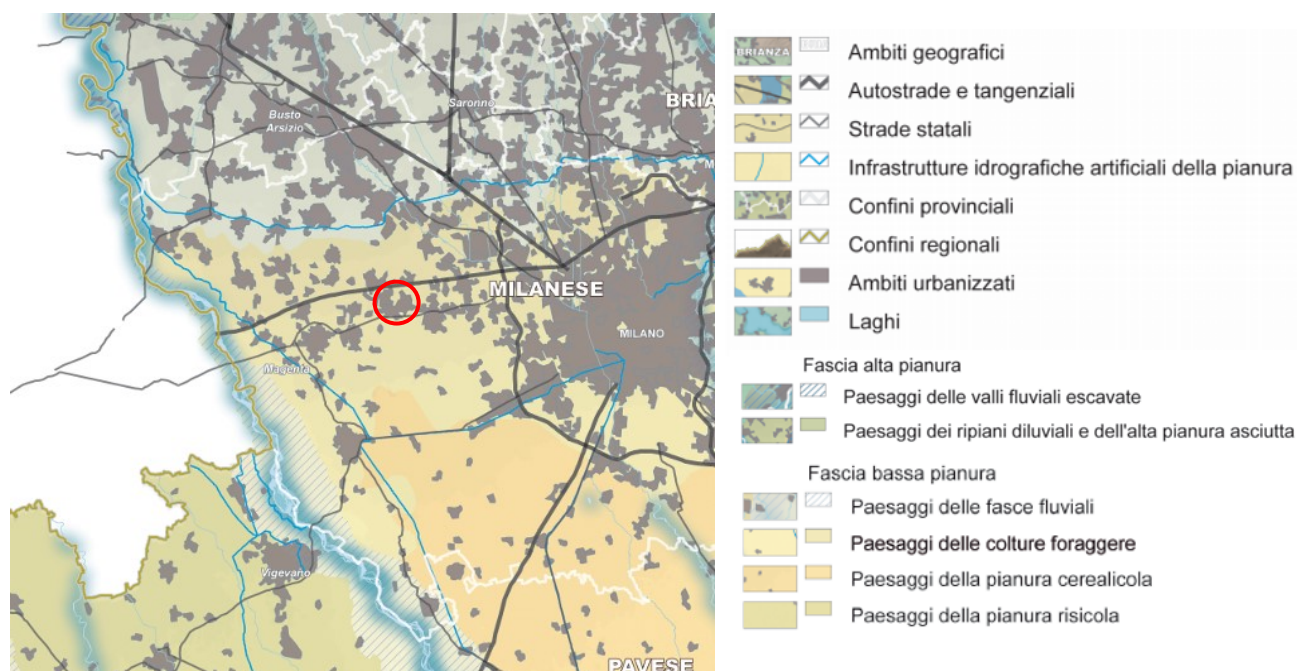 Busto
Arsizio
Saronno
BRIA
MILANESE
MILANO
Magenta
Vigevano
PAVESE
BRIANZA
Ambiti geografici
Autostrade e tangenziali
Strade statali
Infrastrutture idrografiche artificiali della pianura
Confini provinciali
Confini regionali
Ambiti urbanizzati
Laghi
Fascia alta pianura
Paesaggi delle valli fluviali escavate
Paesaggi dei ripiani diluviali e dell'alta pianura asciutta
Fascia bassa pianura
Paesaggi delle fasce fluviali
Paesaggi delle colture foraggere
Paesaggi della pianura cerealicola
Paesaggi della pianura risicola